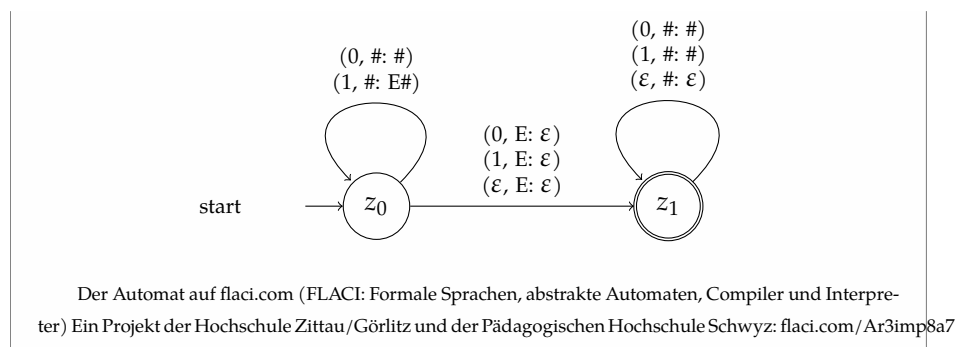 (0, #: #)
(1, #: E#)
(0, E: ε)
(1, E: ε)
(ε, E: ε)
(0, #: #)
(1, #: #)
(ε, #: ε)
start
z0
z1
Der Automat auf flaci.com (FLACI: Formale Sprachen, abstrakte Automaten, Compiler und Interpre-
ter) Ein Projekt der Hochschule Zittau/Görlitz und der Pädagogischen Hochschule Schwyz: flaci.com/Ar3imp8a7